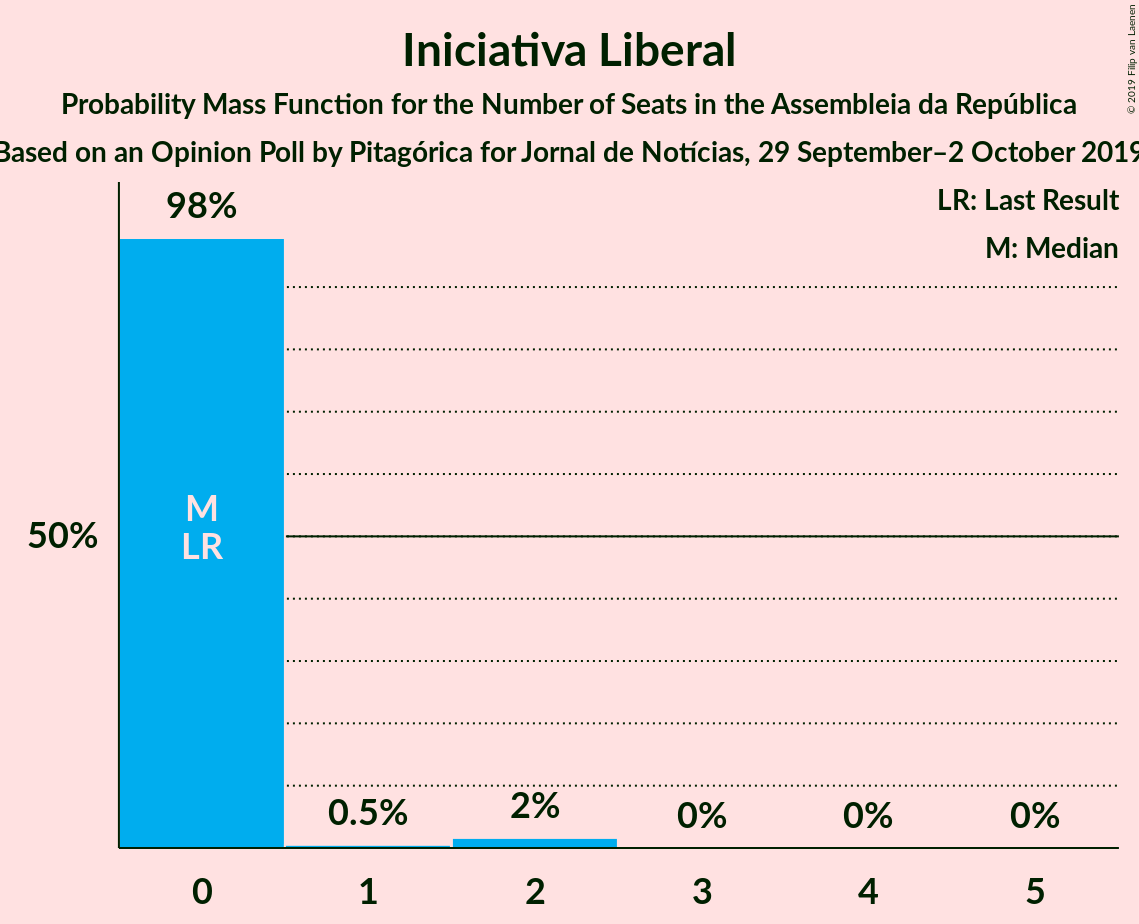 Iniciativa Liberal
Probability Mass Function for the Number of Seats in the Assembleia da República
Based on an Opinion Poll by Pitagórica for Jornal de Notícias, 29 September–2 October 2019
© 2019 Filip van Laenen
LR: Last Result
M: Median
98%
M
LR
50%
0.5%
2%
0%
0%
0%
0
1
2
3
4
5